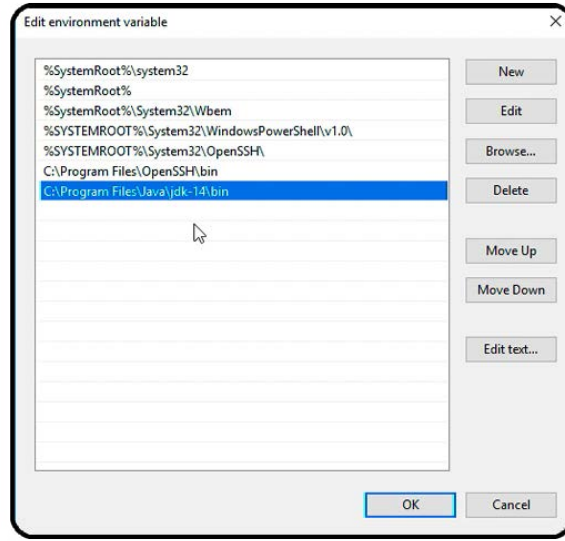 Edit environment variable
%SystemRoot%\system32
%SystemRoot%
%SystemRoot%\System32\Wbem
%SYSTEMROOT%\System32\WindowsPowerShell\v1.0\
%SYSTEMROOT%\System32\OpenSSH\
C:\Program Files\OpenSSH\bin
C:\Program Files\Java\jdk-14\bin
New
Edit
Browse...
Delete
Move Up
Move Down
Edit text...
OK
Cancel